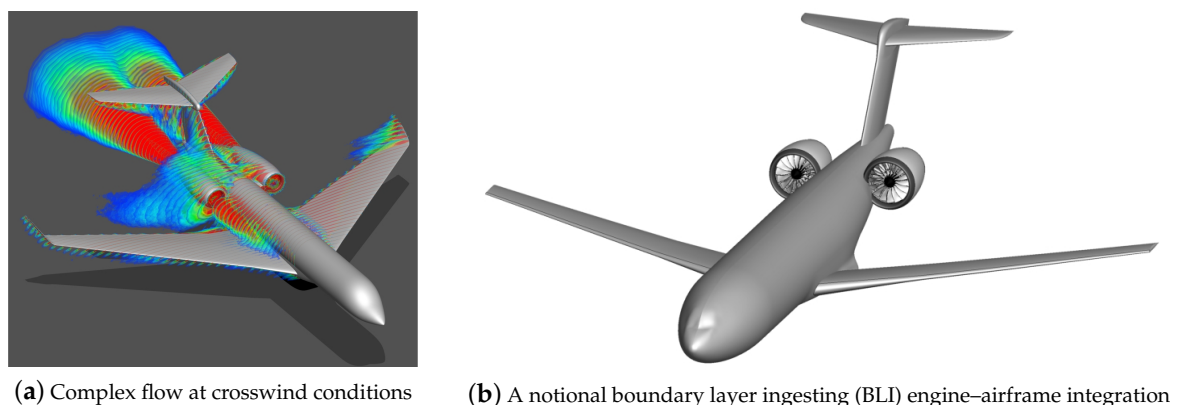 (a) Complex flow at crosswind conditions
(b) A notional boundary layer ingesting (BLI) engine–airframe integration